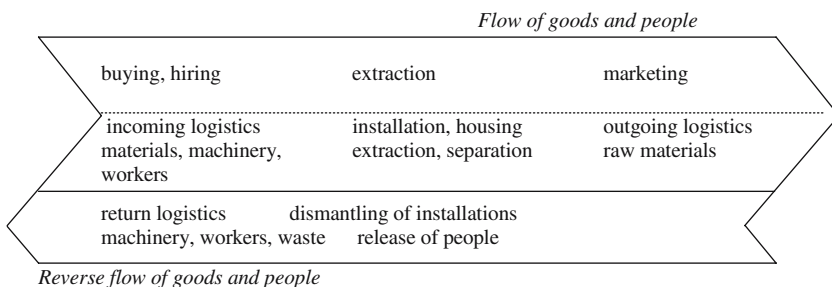 Flow of goods and people
buying, hiring extraction marketing
incoming logistics installation, housing outgoing logistics
materials, machinery, extraction, separation raw materials
workers
return logistics dismantling of installations
machinery, workers, waste release of people
Reverse flow of goods and people